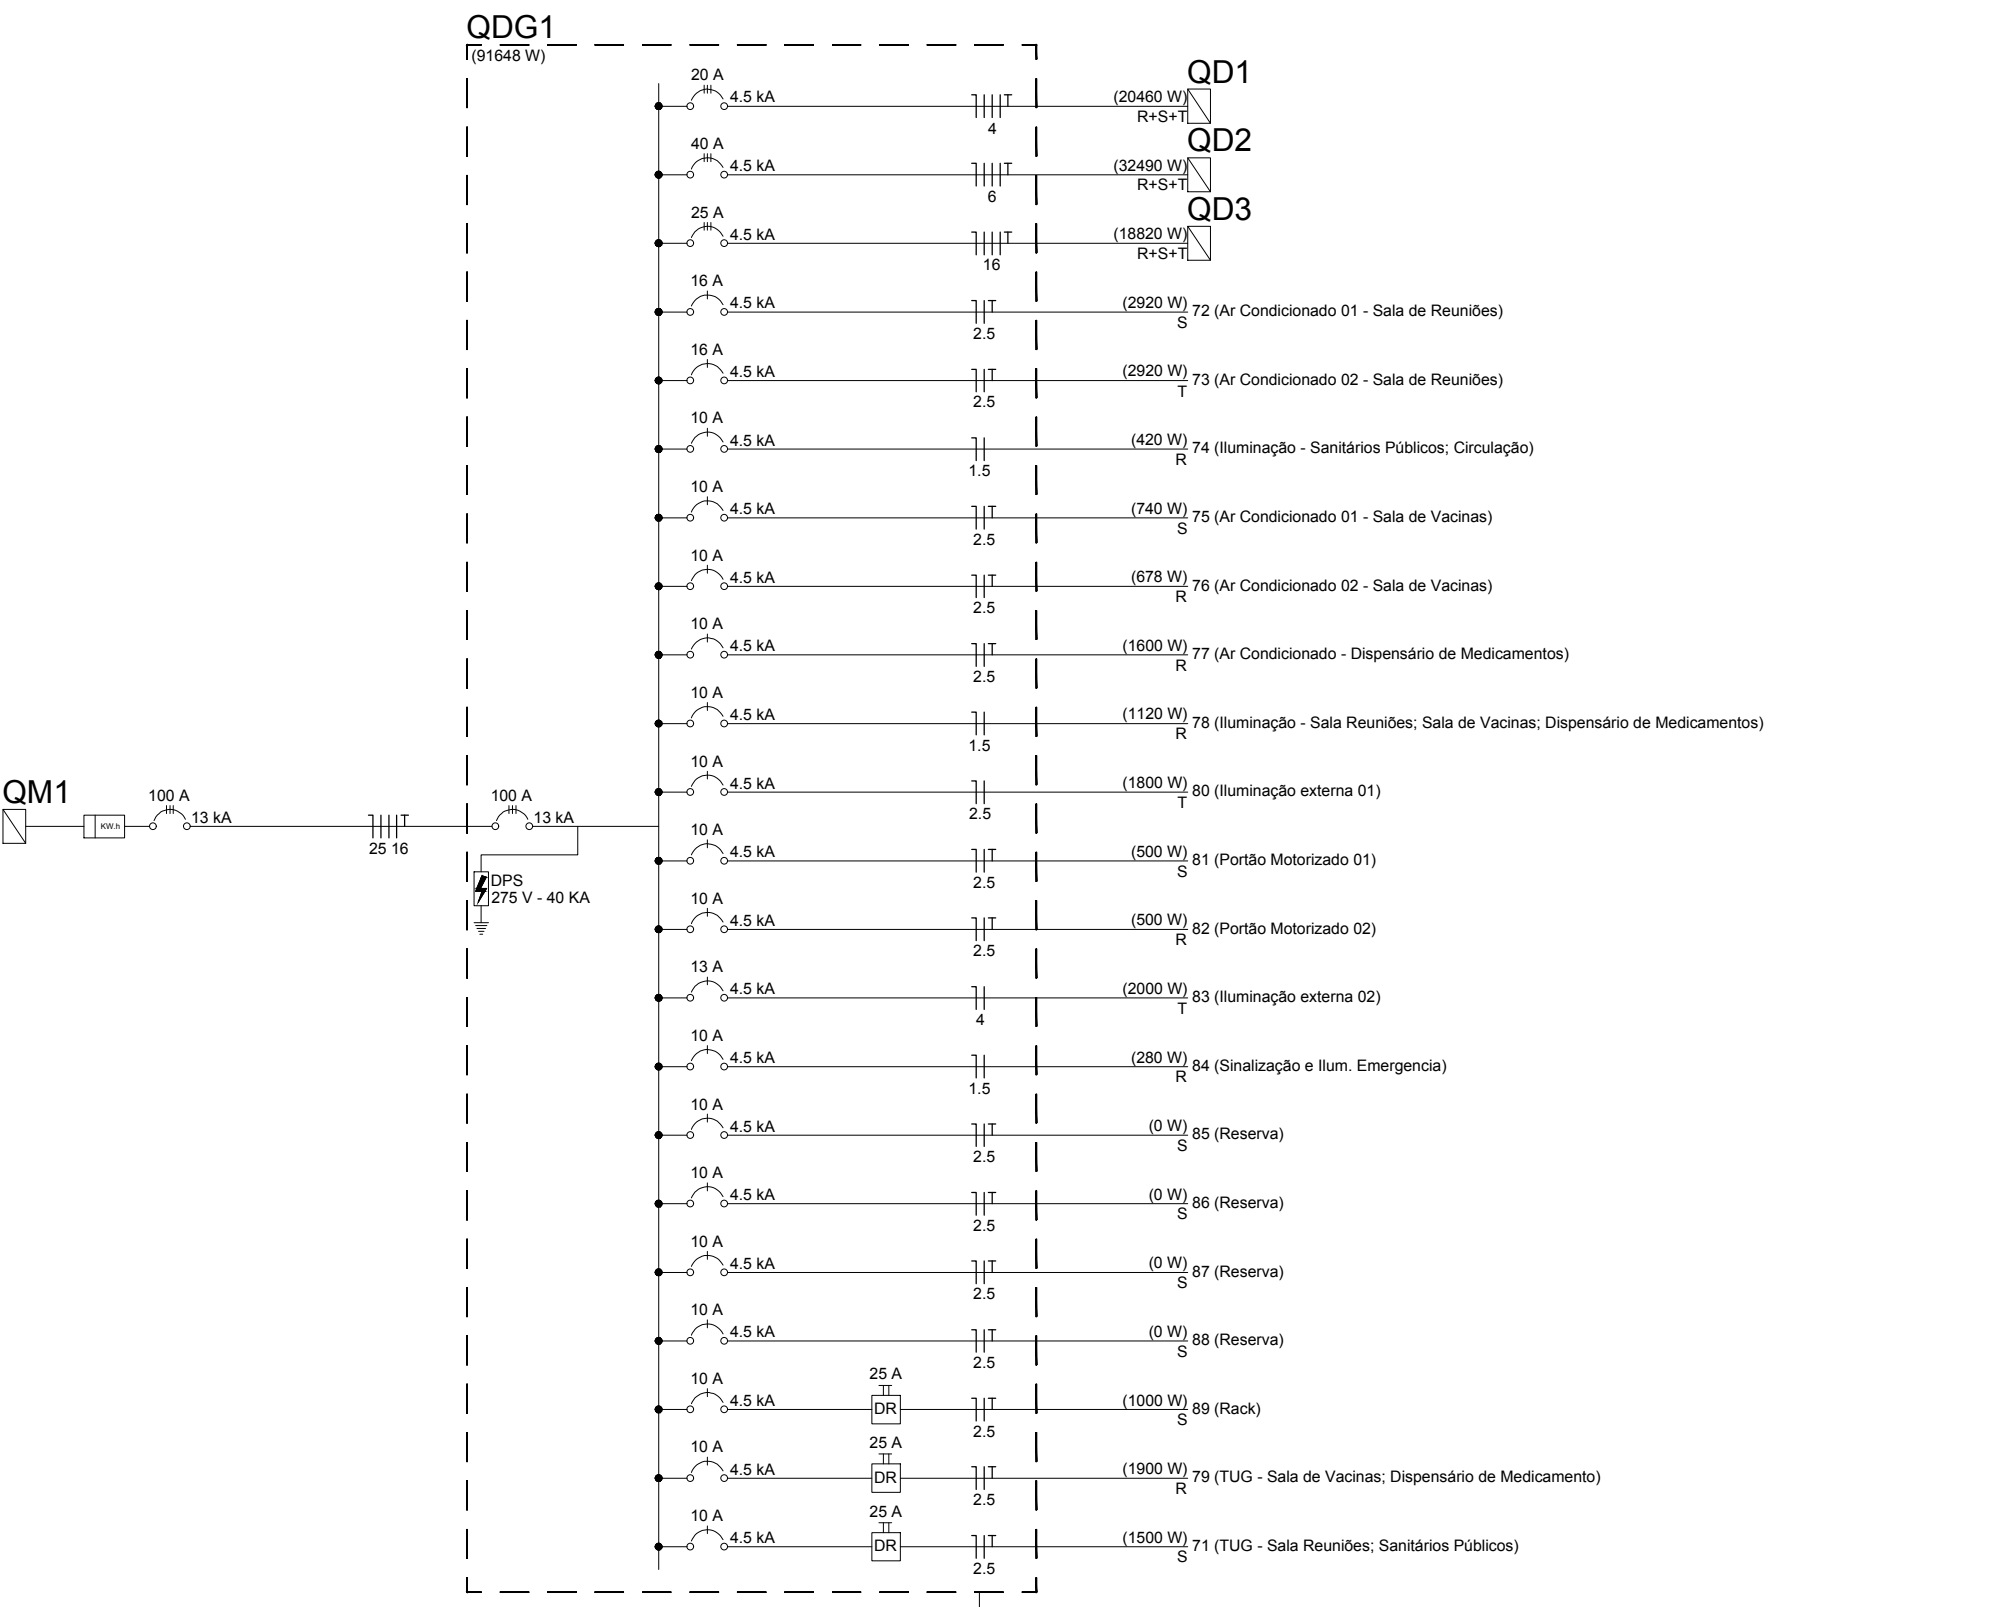 QDG1
(91648 W)
20 A
4.5 kA
4
T
(20460 W)
R+S+T
QD1
40 A
4.5 kA
6
T
(32490 W)
R+S+T
QD2
25 A
4.5 kA
16
T
(18820 W)
R+S+T
QD3
16 A
4.5 kA
T
2.5
(2920 W)
S
72 (Ar Condicionado 01 - Sala de Reuniões)
16 A
4.5 kA
T
2.5
(2920 W)
T
73 (Ar Condicionado 02 - Sala de Reuniões)
10 A
4.5 kA
1.5
(420 W)
R
74 (Iluminação - Sanitários Públicos; Circulação)
10 A
4.5 kA
T
2.5
(740 W)
S
75 (Ar Condicionado 01 - Sala de Vacinas)
10 A
4.5 kA
T
2.5
(678 W)
R
76 (Ar Condicionado 02 - Sala de Vacinas)
10 A
4.5 kA
T
2.5
(1600 W)
R
77 (Ar Condicionado - Dispensário de Medicamentos)
10 A
4.5 kA
1.5
(1120 W)
R
78 (Iluminação - Sala Reuniões; Sala de Vacinas; Dispensário de Medicamentos)
10 A
4.5 kA
2.5
(1800 W)
T
80 (Iluminação externa 01)
QM1
KW.h
100 A
13 kA
T
25 16
100 A
13 kA
DPS
275 V - 40 KA
10 A
4.5 kA
T
2.5
(500 W)
S
81 (Portão Motorizado 01)
10 A
4.5 kA
T
2.5
(500 W)
R
82 (Portão Motorizado 02)
13 A
4.5 kA
4
(2000 W)
T
83 (Iluminação externa 02)
10 A
4.5 kA
1.5
(280 W)
R
84 (Sinalização e Ilum. Emergencia)
10 A
4.5 kA
T
2.5
(0 W)
S
85 (Reserva)
10 A
4.5 kA
T
2.5
(0 W)
S
86 (Reserva)
10 A
4.5 kA
T
2.5
(0 W)
S
87 (Reserva)
10 A
4.5 kA
T
2.5
(0 W)
S
88 (Reserva)
10 A
4.5 kA
25 A
DR
T
2.5
(1000 W)
S
89 (Rack)
10 A
4.5 kA
25 A
DR
T
2.5
(1900 W)
R
79 (TUG - Sala de Vacinas; Dispensário de Medicamento)
10 A
4.5 kA
25 A
DR
T
2.5
(1500 W)
S
71 (TUG - Sala Reuniões; Sanitários Públicos)